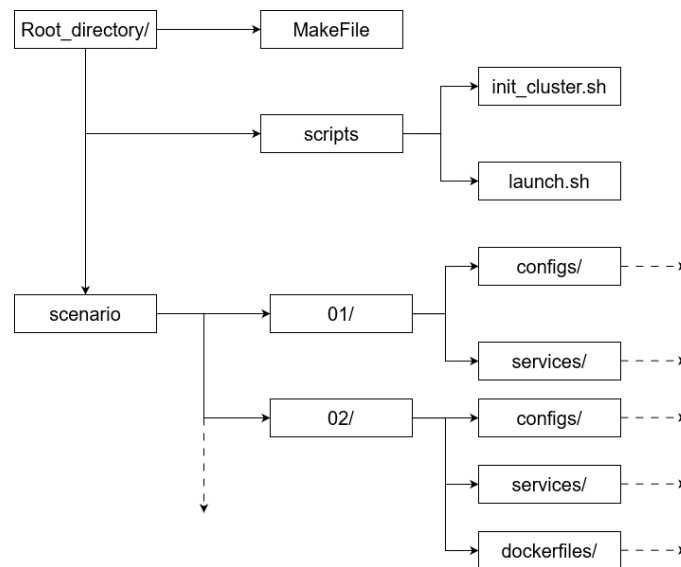 Root_directory/
MakeFile
scripts
init_cluster.sh
launch.sh
scenario
01/
configs/
services/
02/
configs/
services/
dockerfiles/